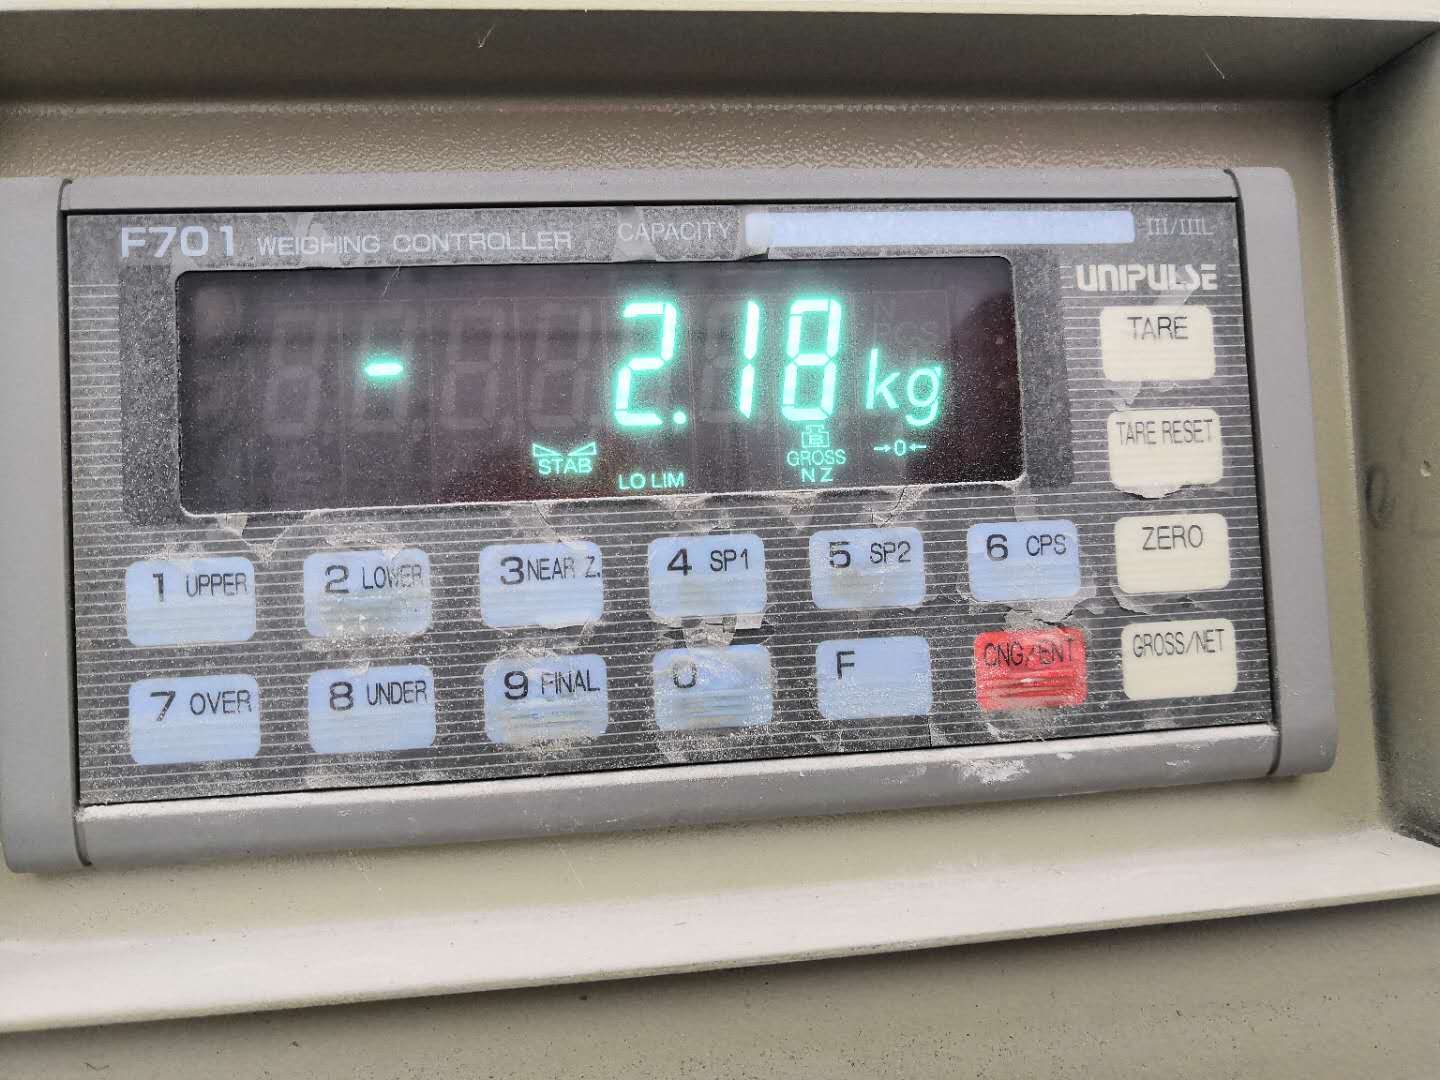 F701 WEIGHING CONTROLLER CAPACITY III/IIIL
UNIPULSE
- 2.18 kg
STAB LO LIM GROSS NZ →0←
TARE
TARE RESET
ZERO
GROSS/NET
1 UPPER 2 LOWER 3 NEAR Z. 4 SP1 5 SP2 6 CPS
7 OVER 8 UNDER 9 FINAL 0 F CNG/ENT